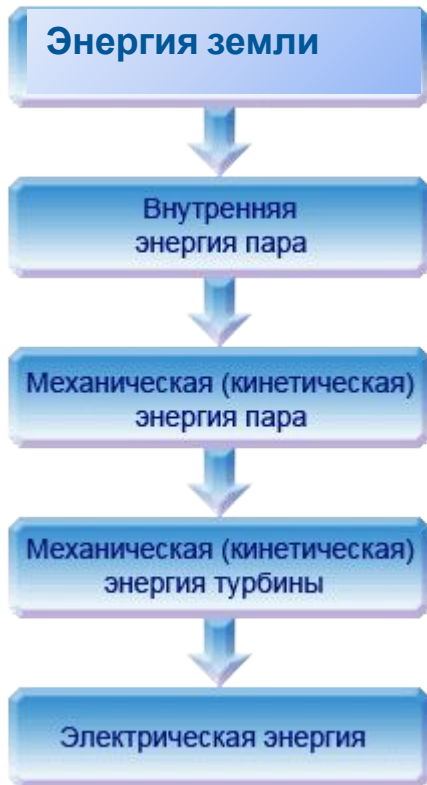 Энергия земли
Внутренняя
энергия пара
Механическая (кинетическая)
энергия пара
Механическая (кинетическая)
энергия турбины
Электрическая энергия